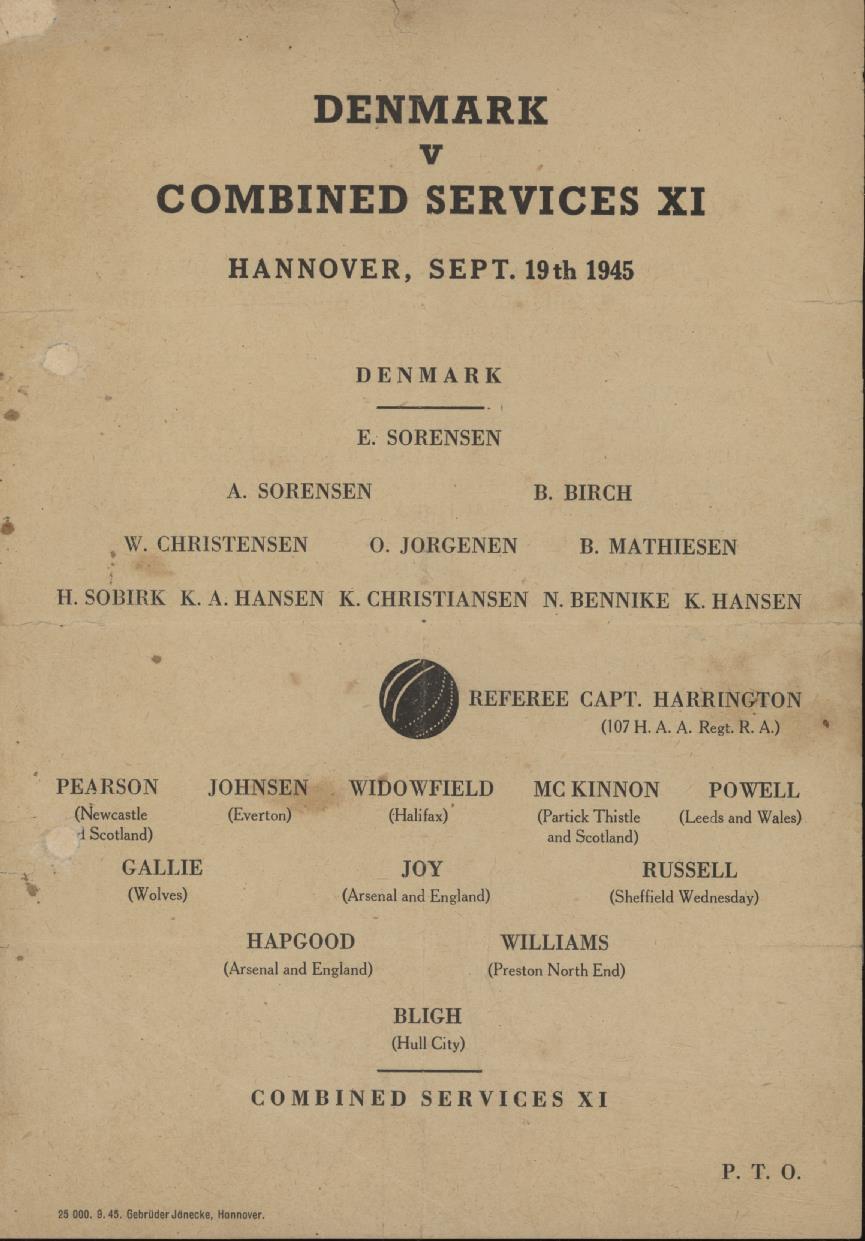 DENMARK
V
COMBINED SERVICES XI
HANNOVER, SEPT. 19th 1945
DENMARK
E. SORENSEN
A. SORENSEN B. BIRCH
W. CHRISTENSEN O. JORGENEN B. MATHIESEN
H. SOBIRK K. A. HANSEN K. CHRISTIANSEN N. BENNIKE K. HANSEN
REFEREE CAPT. HARRINGTON
(107 H. A. A. Regt. R. A.)
PEARSON JOHNSEN WIDOWFIELD MC KINNON POWELL
(Newcastle (Everton) (Halifax) (Partick Thistle (Leeds and Wales)
Scotland) and Scotland)
GALLIE JOY RUSSELL
(Wolves) (Arsenal and England) (Sheffield Wednesday)
HAPGOOD WILLIAMS
(Arsenal and England) (Preston North End)
BLIGH
(Hull City)
COMBINED SERVICES XI
P. T. O.
25 000. 9. 45. Gebrüder Jänecke, Hannover.